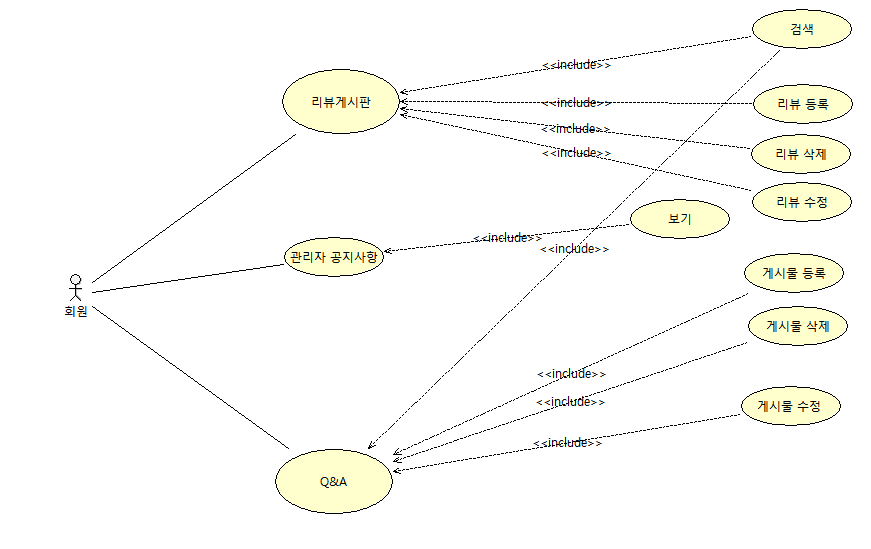 검색
<<include>>
리뷰게시판
<<include>>
리뷰 등록
<<include>>
리뷰 삭제
<<include>>
리뷰 수정
보기
<<include>>
<<include>>
관리자 공지사항
게시물 등록
회원
게시물 삭제
<<include>>
<<include>>
게시물 수정
<<include>>
Q&A